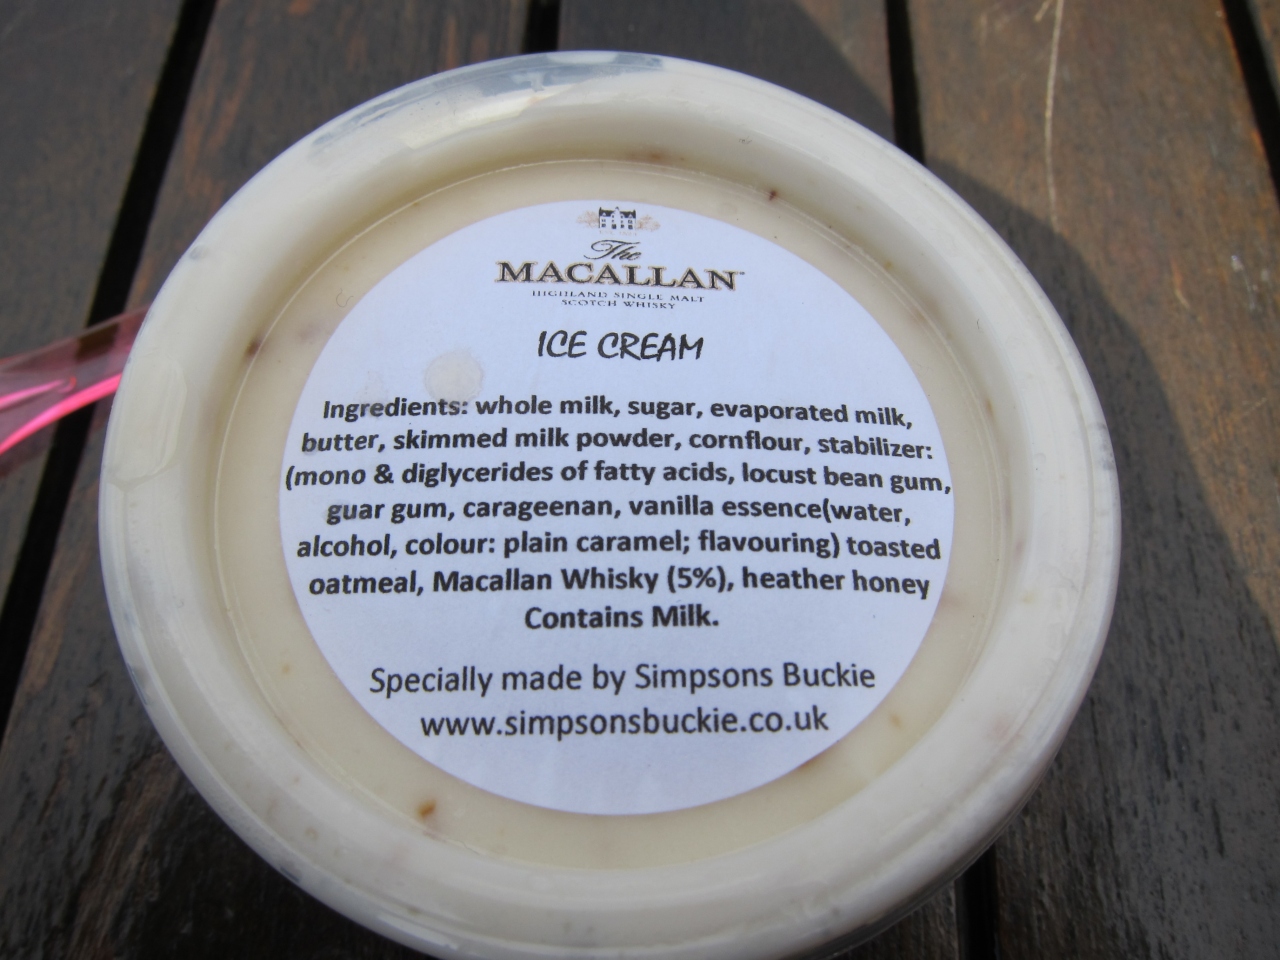 The
MACALLAN
HIGHLAND SINGLE MALT
SCOTCH WHISKY
ICE CREAM
Ingredients: whole milk, sugar, evaporated milk,
butter, skimmed milk powder, cornflour, stabilizer:
(mono & diglycerides of fatty acids, locust bean gum,
guar gum, carageenan, vanilla essence(water,
alcohol, colour: plain caramel; flavouring) toasted
oatmeal, Macallan Whisky (5%), heather honey
Contains Milk.
Specially made by Simpsons Buckie
www.simpsonsbuckie.co.uk